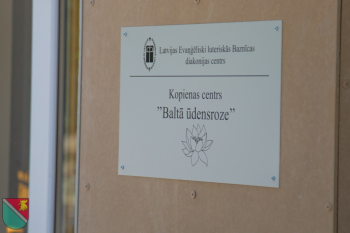 Latvijas Evaņģēliski luteriskās Baznīcas
diakonijas centrs
Kopienas centrs
”Baltā ūdensroze”